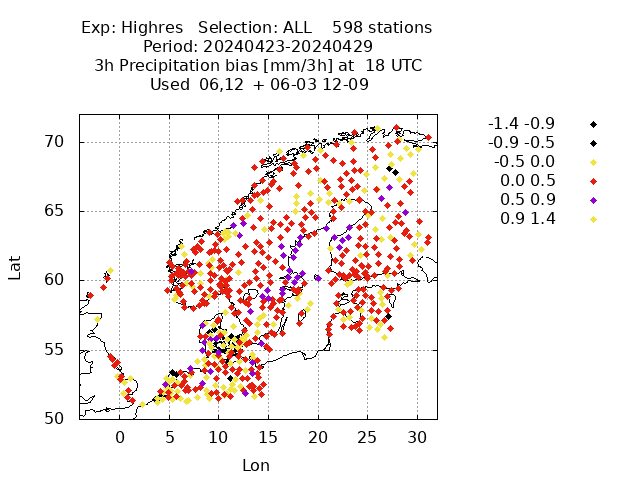 Exp: Highres   Selection: ALL    598 stations
Period: 20240423-20240429
3h Precipitation bias [mm/3h] at  18 UTC
Used  06,12  + 06-03 12-09
-1.4 -0.9
-0.9 -0.5
-0.5 0.0
0.0 0.5
0.5 0.9
0.9 1.4
70
65
60
55
50
Lat
0 5 10 15 20 25 30
Lon